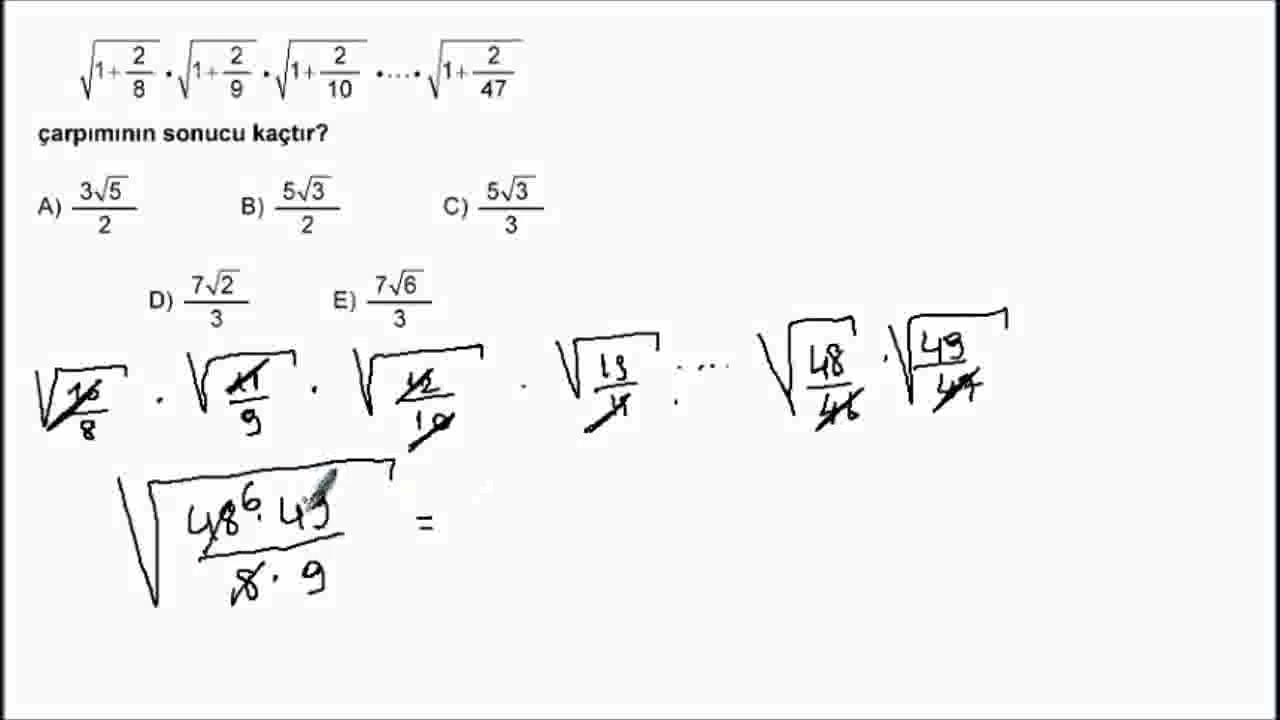 √(1+2/8) • √(1+2/9) • √(1+2/10) • ... • √(1+2/47)
çarpımının sonucu kaçtır?
A) 3√5/2 B) 5√3/2 C) 5√3/3
D) 7√2/3 E) 7√6/3
√(10/8) . √(11/9) . √(12/10) . √(13/11) ... √(48/46) . √(49/47)
√(48 6 . 49 / 8 . 9) =